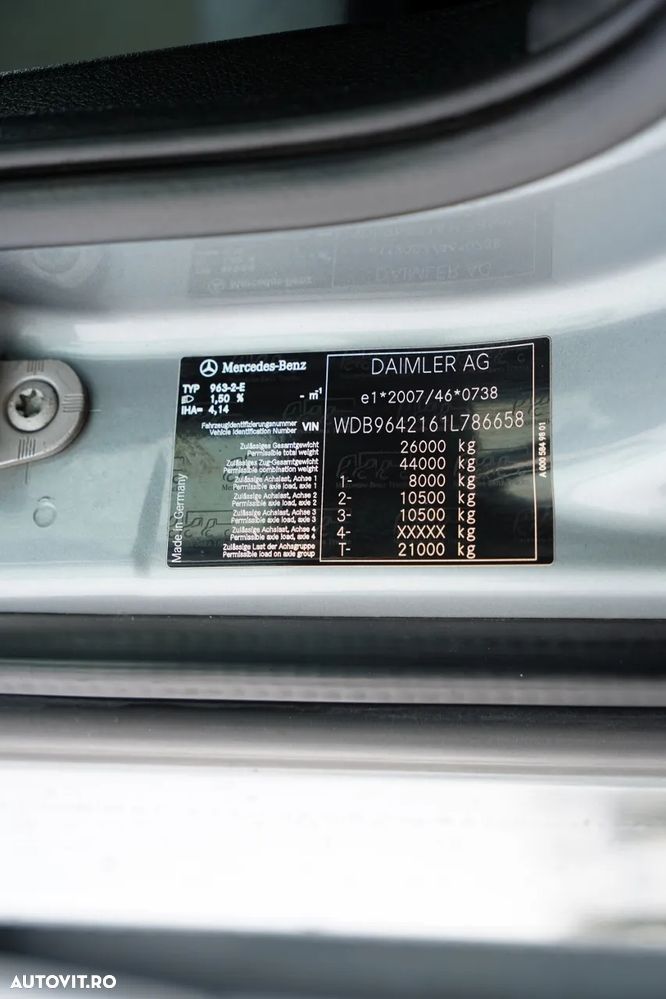 Mercedes-Benz
TYP 963-2-E
1,50 % - m⁻¹
IHA= 4,14
Fahrzeugidentifizierungsnummer
Vehicle Identification Number VIN
Zulässiges Gesamtgewicht
Permissible total weight
Zulässiges Zug-Gesamtgewicht
Permissible combination weight
Zulässige Achslast, Achse 1
Permissible axle load, axle 1
Zulässige Achslast, Achse 2
Permissible axle load, axle 2
Zulässige Achslast, Achse 3
Permissible axle load, axle 3
Zulässige Achslast, Achse 4
Permissible axle load, axle 4
Zulässige Last der Achsgruppe
Permissible load on axle group
Made in Germany
DAIMLER AG
e1*2007/46*0738
WDB9642161L786658
26000 kg
44000 kg
1- 8000 kg
2- 10500 kg
3- 10500 kg
4- XXXXX kg
T- 21000 kg
A 000 584 98 01
AUTOVIT.RO